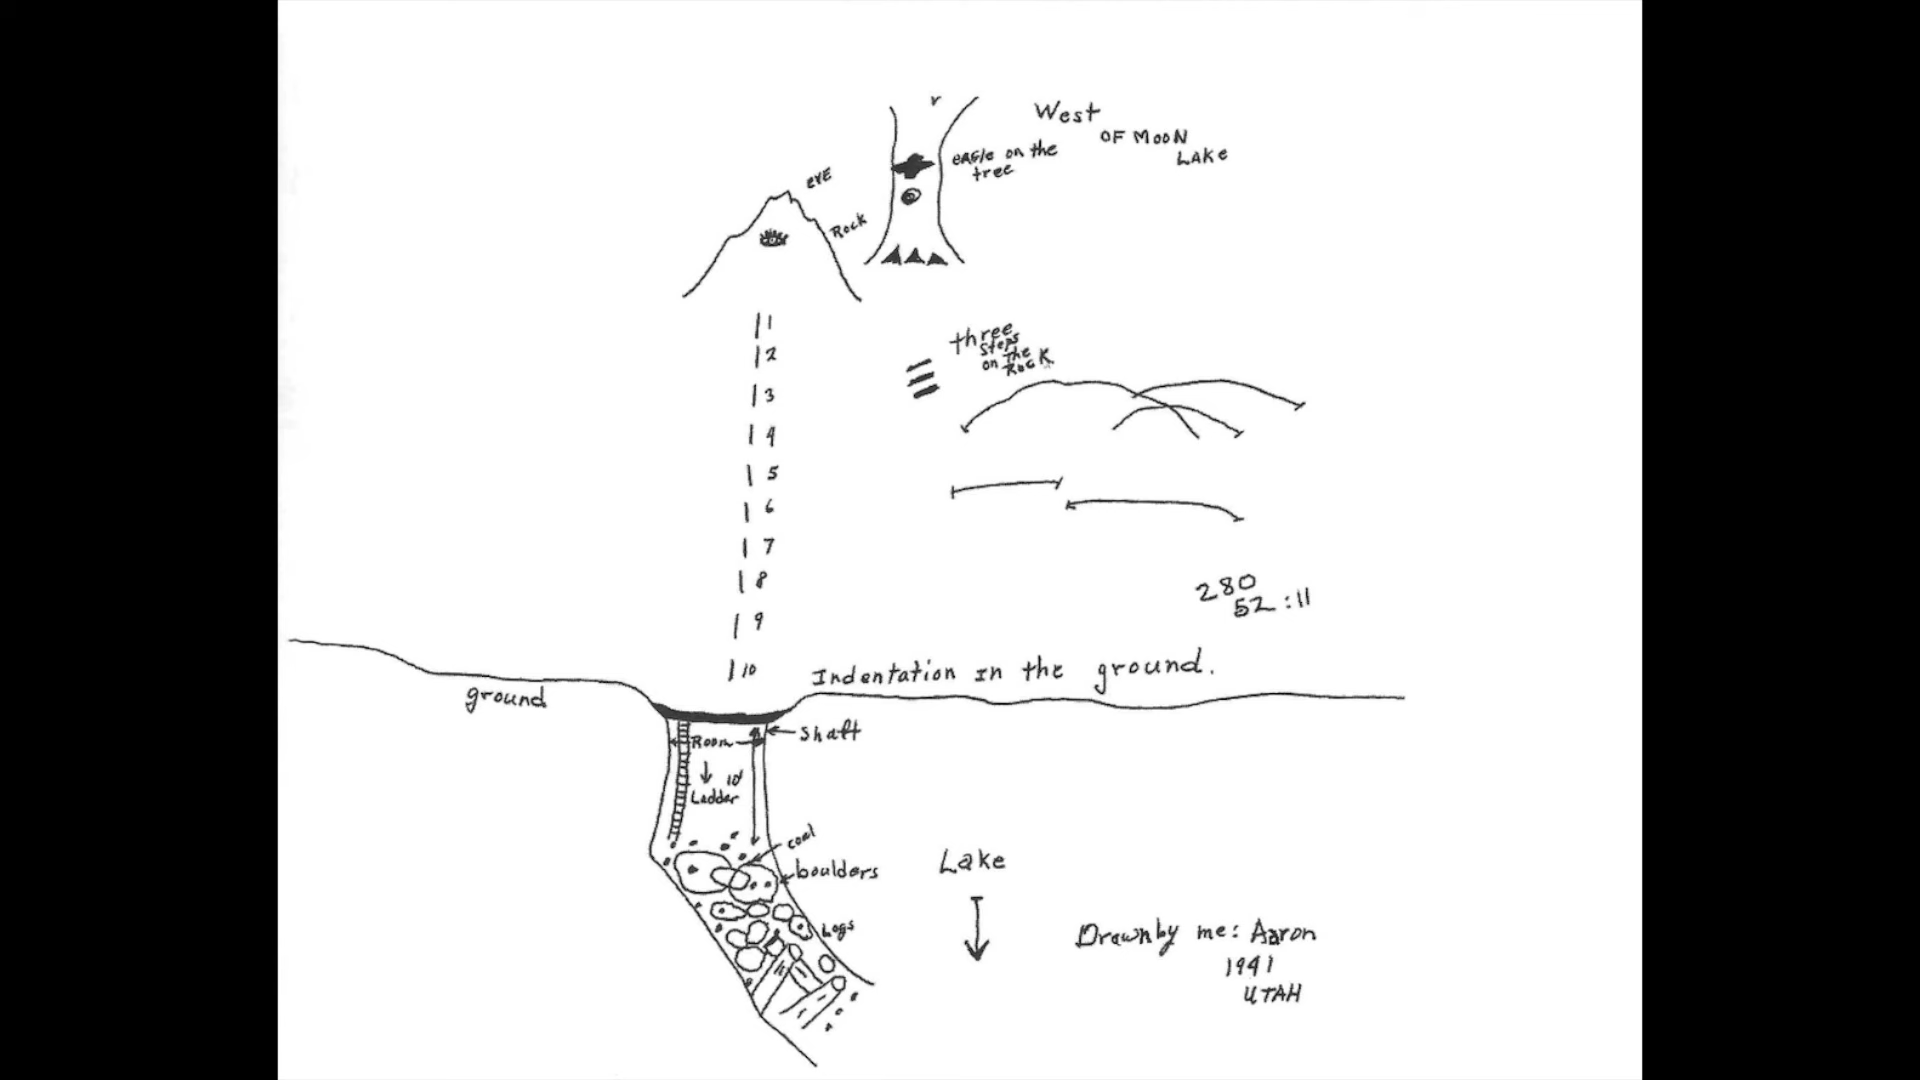 West
OF MOON
LAKE
eagle on the
tree
eye
Rock
1
2
3
4
5
6
7
8
9
10
three
steps
on the
Rock
280
52:11
Indentation in the ground.
ground
shaft
Room
10'
Ladder
coal
boulders
Logs
Lake
Drawn by me: Aaron
1941
UTAH